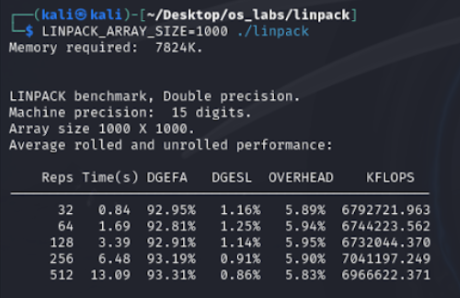 ┌──(kali㉿kali)-[~/Desktop/os_labs/linpack]
└─$ LINPACK_ARRAY_SIZE=1000 ./linpack
Memory required:  7824K.
LINPACK benchmark, Double precision.
Machine precision:  15 digits.
Array size 1000 X 1000.
Average rolled and unrolled performance:
Reps Time(s) DGEFA   DGESL  OVERHEAD    KFLOPS
32   0.84  92.95%   1.16%   5.89%  6792721.963
64   1.69  92.81%   1.25%   5.94%  6744223.562
128   3.39  92.91%   1.14%   5.95%  6732044.370
256   6.48  93.19%   0.91%   5.90%  7041197.249
512  13.09  93.31%   0.86%   5.83%  6966622.371